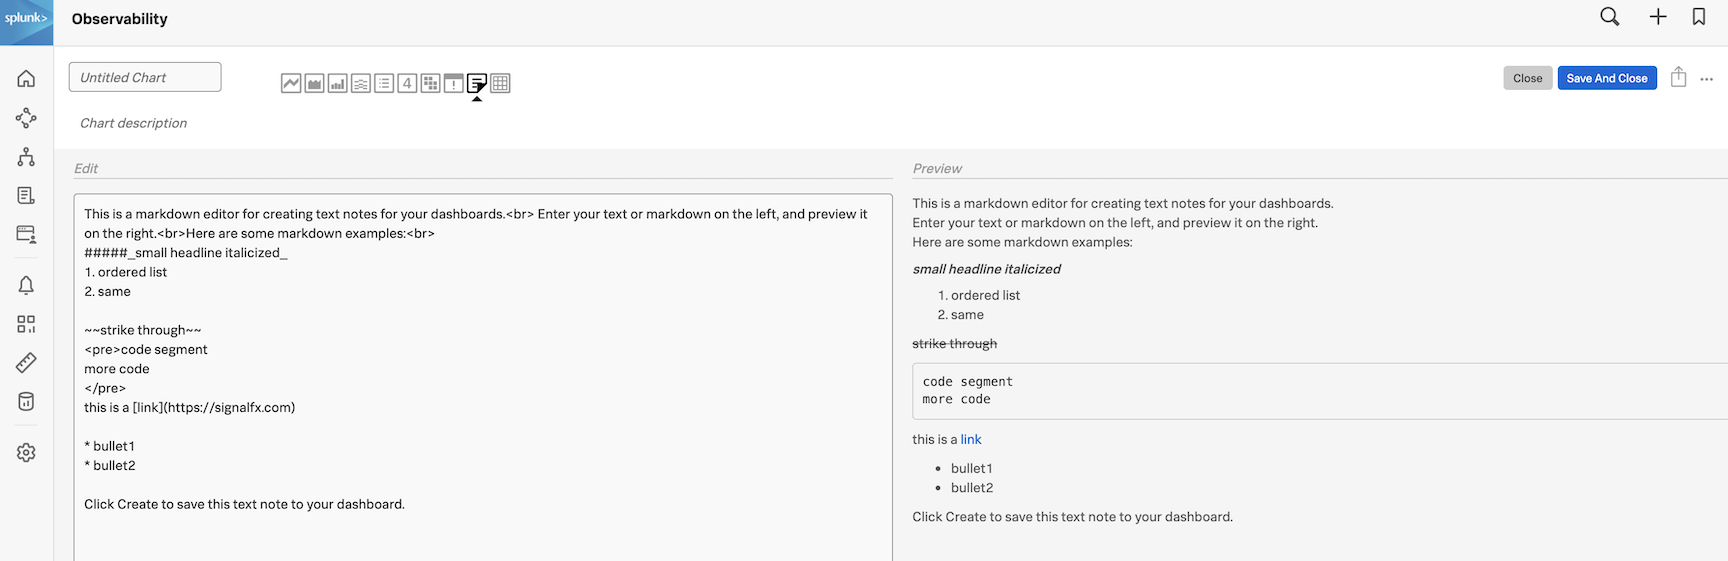 splunk>
Observability
Untitled Chart
4
Close
Save And Close
Chart description
Edit
This is a markdown editor for creating text notes for your dashboards.<br> Enter your text or markdown on the left, and preview it
on the right.<br>Here are some markdown examples:<br>
#####_small headline italicized_
1. ordered list
2. same
~~strike through~~
<pre>code segment
more code
</pre>
this is a [link](https://signalfx.com)
* bullet1
* bullet2
Click Create to save this text note to your dashboard.
Preview
This is a markdown editor for creating text notes for your dashboards.
Enter your text or markdown on the left, and preview it on the right.
Here are some markdown examples:
small headline italicized
1. ordered list
2. same
strike through
code segment
more code
this is a link
• bullet1
• bullet2
Click Create to save this text note to your dashboard.